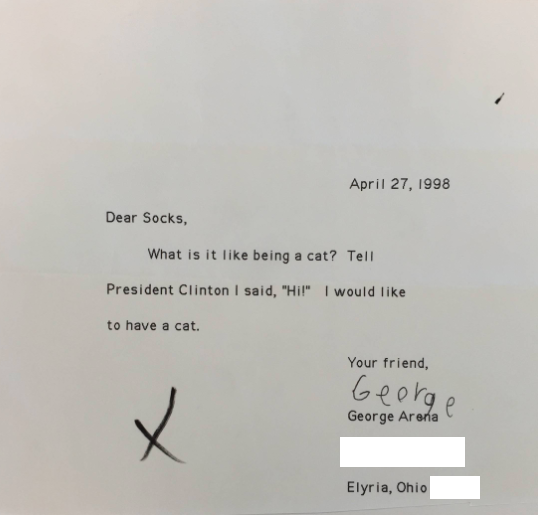 April 27, 1998
Dear Socks,
What is it like being a cat? Tell
President Clinton I said, "Hi!" I would like
to have a cat.
Your friend,
George
George Arena
Elyria, Ohio